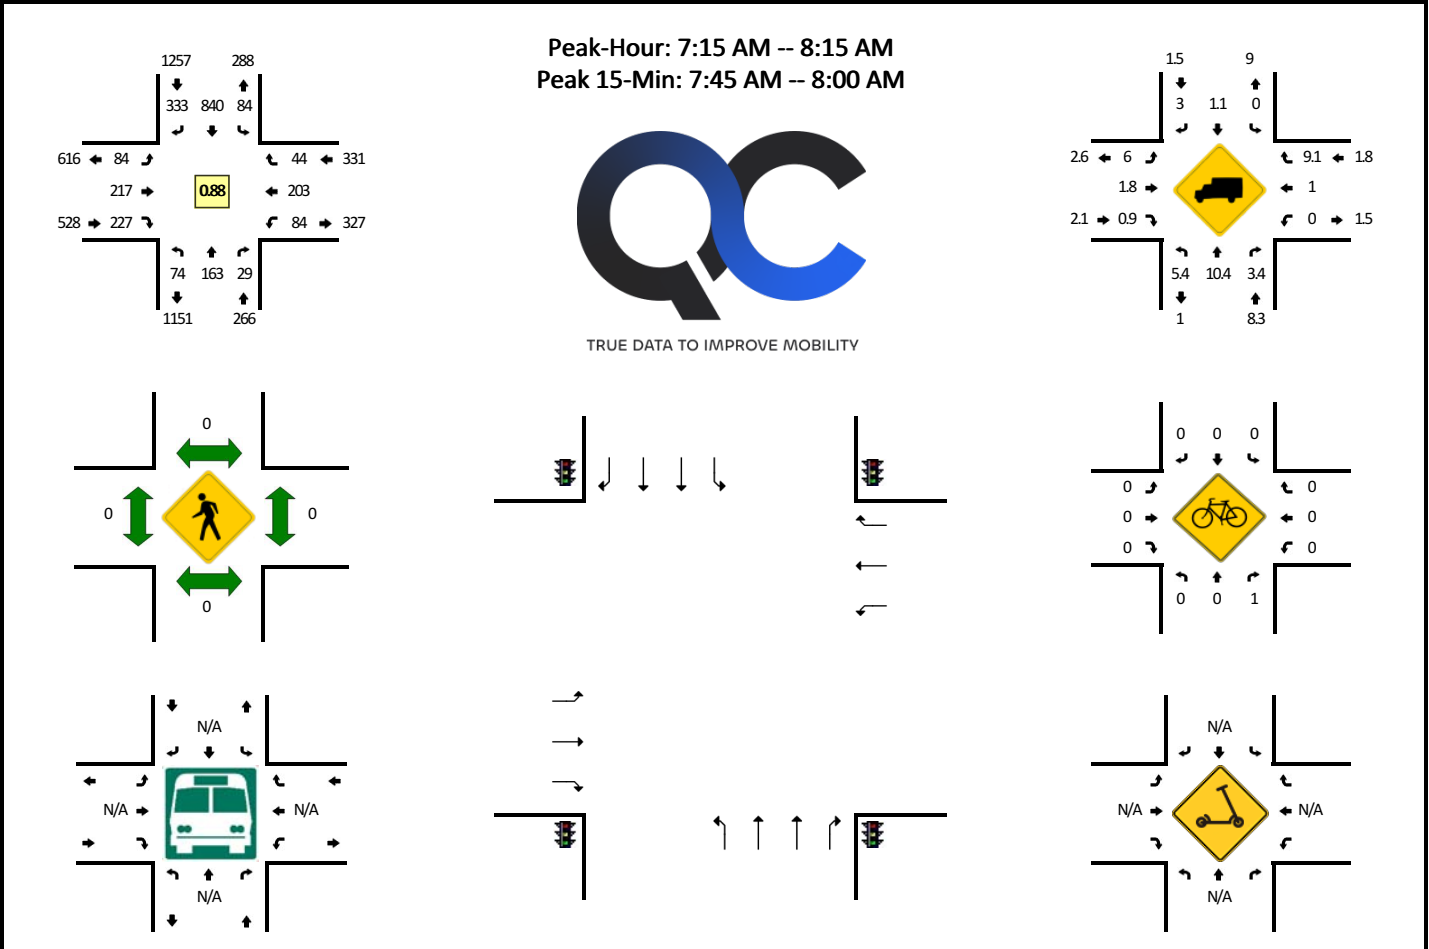 Peak-Hour: 7:15 AM -- 8:15 AM
Peak 15-Min: 7:45 AM -- 8:00 AM
1257 288
333 840 84
616 84 44 331
217 0.88 203
528 227 84 327
74 163 29
1151 266
QC
TRUE DATA TO IMPROVE MOBILITY
1.5 9
3 1.1 0
2.6 6 9.1 1.8
1.8 1
2.1 0.9 0 1.5
5.4 10.4 3.4
1 8.3
0
0 0
0
0 0 0
0 0
0 0
0 0
0 0 1
N/A
N/A N/A
N/A
N/A
N/A N/A
N/A